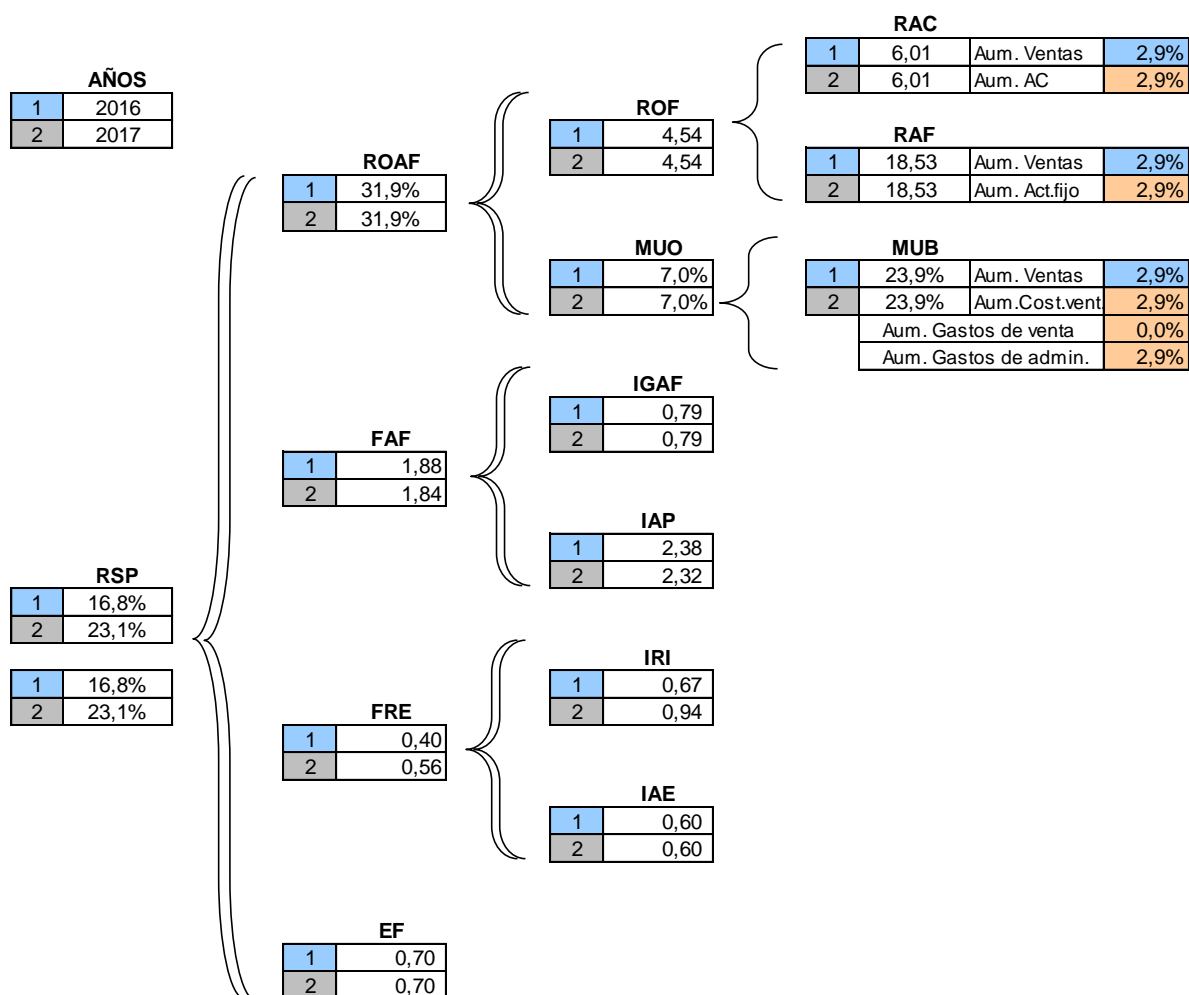 AÑOS
1 2016
2 2017
RSP
1 16,8%
2 23,1%
1 16,8%
2 23,1%
ROAF
1 31,9%
2 31,9%
FAF
1 1,88
2 1,84
FRE
1 0,40
2 0,56
EF
1 0,70
2 0,70
ROF
1 4,54
2 4,54
MUO
1 7,0%
2 7,0%
IGAF
1 0,79
2 0,79
IAP
1 2,38
2 2,32
IRI
1 0,67
2 0,94
IAE
1 0,60
2 0,60
RAC
1 6,01 Aum. Ventas 2,9%
2 6,01 Aum. AC 2,9%
RAF
1 18,53 Aum. Ventas 2,9%
2 18,53 Aum. Act.fijo 2,9%
MUB
1 23,9% Aum. Ventas 2,9%
2 23,9% Aum.Cost.vent. 2,9%
Aum. Gastos de venta 0,0%
Aum. Gastos de admin. 2,9%